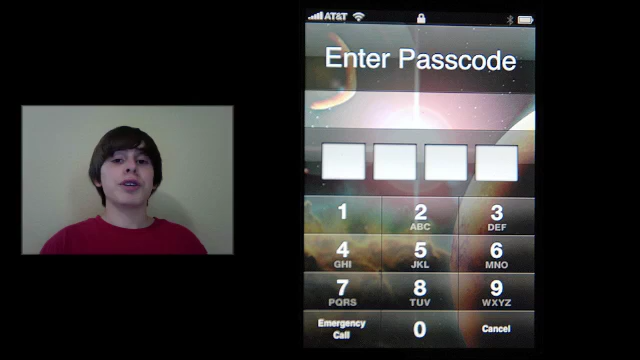 AT&T
Enter Passcode
1
2 ABC
3 DEF
4 GHI
5 JKL
6 MNO
7 PQRS
8 TUV
9 WXYZ
Emergency Call
0
Cancel